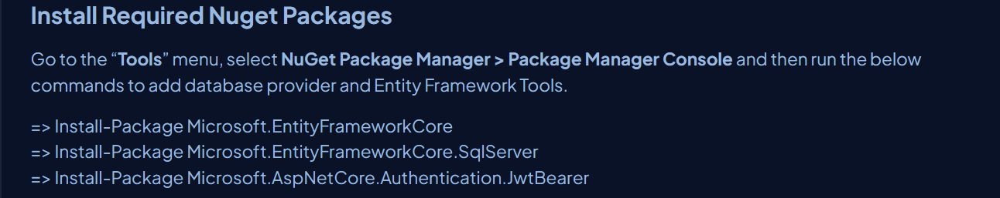 Install Required Nuget Packages
Go to the “Tools” menu, select NuGet Package Manager > Package Manager Console and then run the below
commands to add database provider and Entity Framework Tools.
=> Install-Package Microsoft.EntityFrameworkCore
=> Install-Package Microsoft.EntityFrameworkCore.SqlServer
=> Install-Package Microsoft.AspNetCore.Authentication.JwtBearer